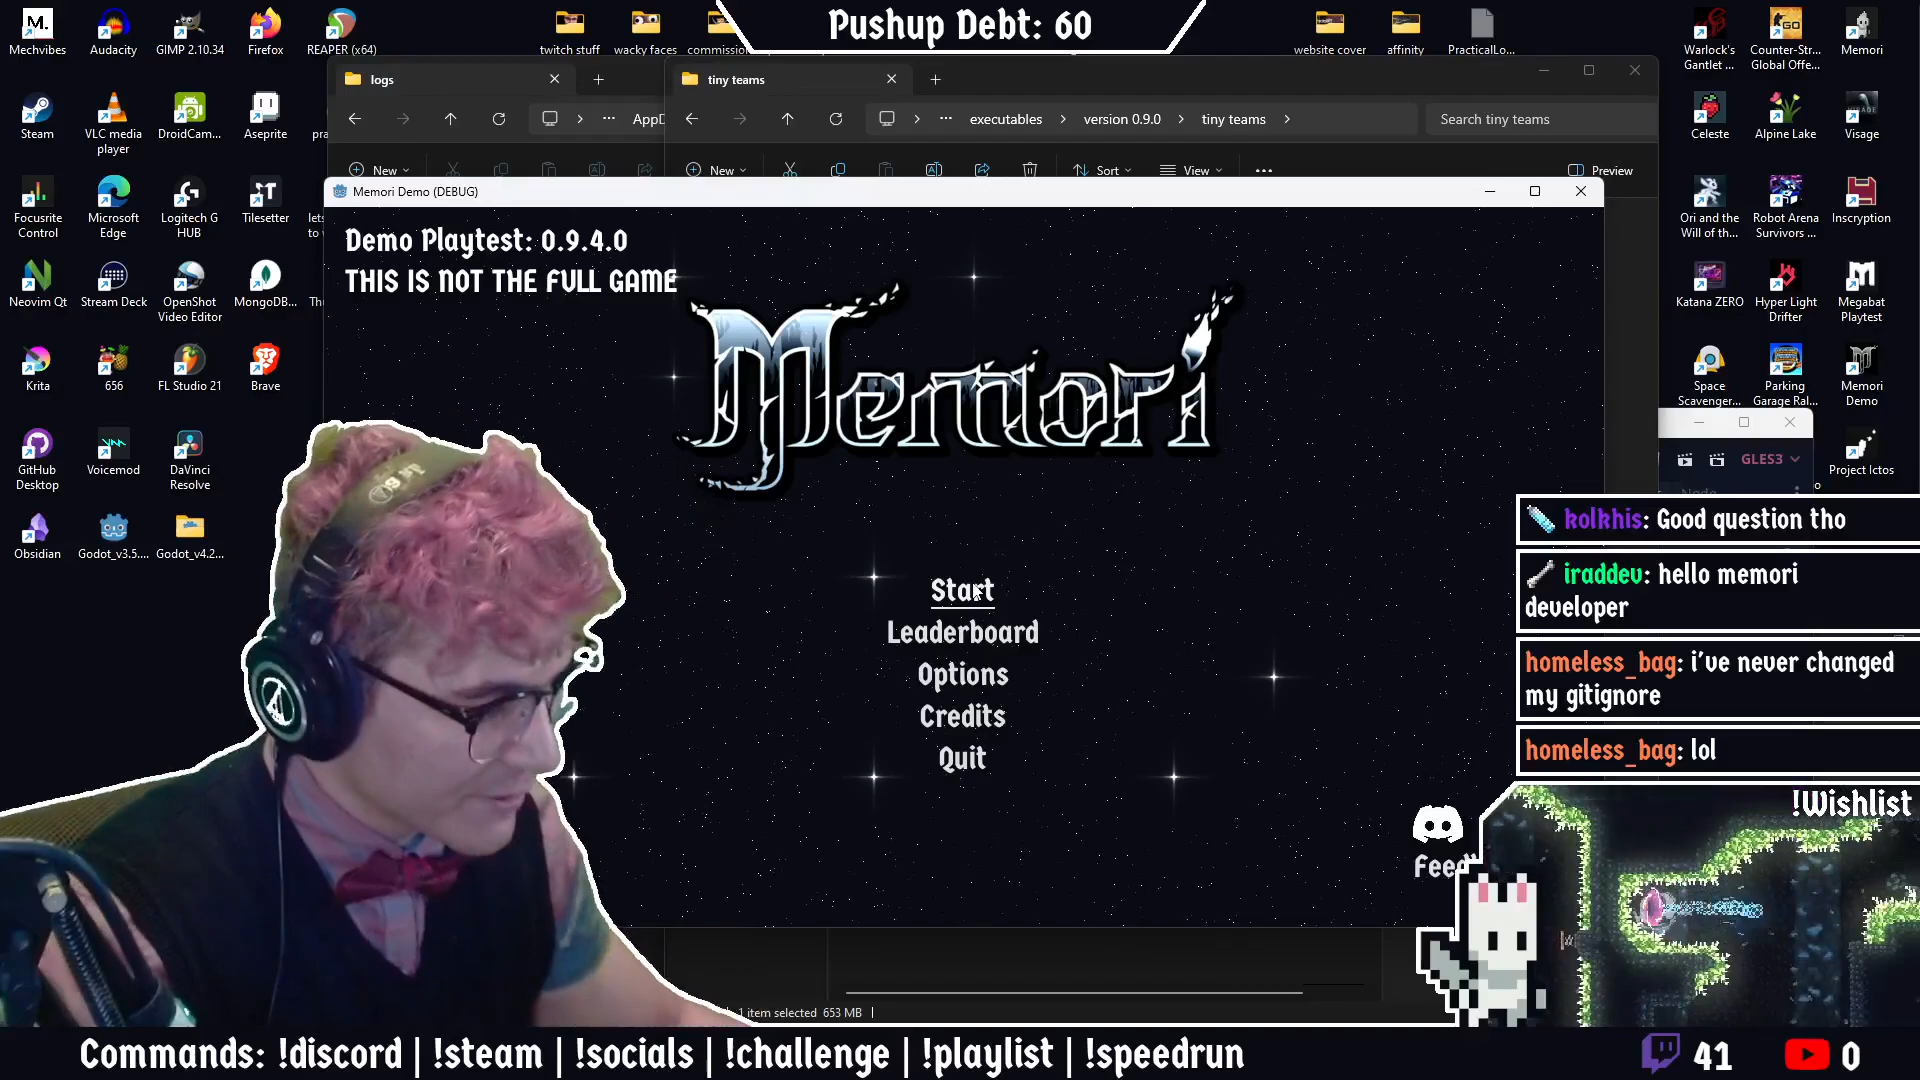 Pushup Debt: 60
Mechvibes
Audacity
GIMP 2.10.34
Firefox
REAPER (x64)
twitch stuff
wacky faces
commissio
website cover
affinity
PracticalLo...
Warlock's Gantlet ...
Counter-Str... Global Offe...
Memori
logs
tiny teams
Steam
VLC media player
DroidCam...
Aseprite
pra
AppD
executables
version 0.9.0
tiny teams
Search tiny teams
Celeste
Alpine Lake
Visage
New
New
Sort
View
Preview
Memori Demo (DEBUG)
Focusrite Control
Microsoft Edge
Logitech G HUB
Tilesetter
lets to w
Ori and the Will of th...
Robot Arena Survivors ...
Inscryption
Demo Playtest: 0.9.4.0
THIS IS NOT THE FULL GAME
Neovim Qt
Stream Deck
OpenShot Video Editor
MongoDB...
Th
Katana ZERO
Hyper Light Drifter
Megabat Playtest
Memori
Krita
656
FL Studio 21
Brave
Space Scavenger...
Parking Garage Ral...
Memori Demo
GitHub Desktop
Voicemod
DaVinci Resolve
GLES3
Project Ictos
Obsidian
Godot_v3.5....
Godot_v4.2...
kolkhis: Good question tho
iraddev: hello memori
developer
homeless_bag: i've never changed
my gitignore
homeless_bag: lol
Start
Leaderboard
Options
Credits
Quit
!Wishlist
1 item selected 653 MB
Commands: !discord | !steam | !socials | !challenge | !playlist | !speedrun
41
0